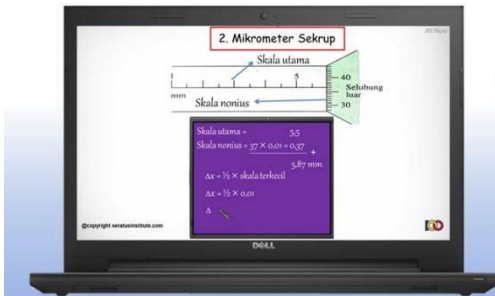 2. Mikrometer Sekrup
Skala utama
1 5
mm
40
Selubung
luar
30
Skala nonius
Skala utama = 5.5
Skala nonius = 37 × 0,01 = 0,37
+
5,87 mm
Δx = ½ × skala terkecil
Δx = ½ × 0,01
Δ
@copyright seratusinstitute.com
100
DELL